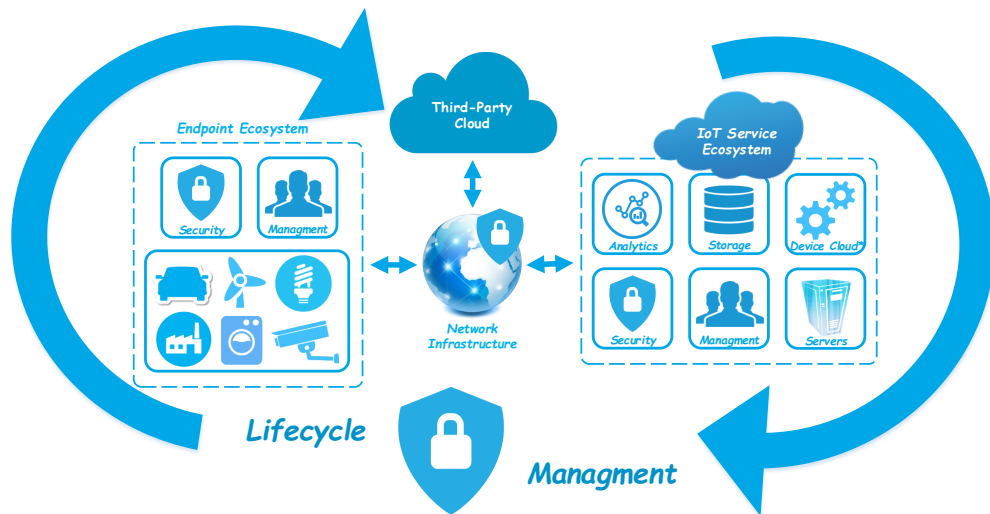 Third-Party
Cloud
Endpoint Ecosystem
IoT Service
Ecosystem
Security
Managment
Analytics
Storage
Device Cloud*
Network
Infrastructure
Security
Managment
Servers
Lifecycle
Managment